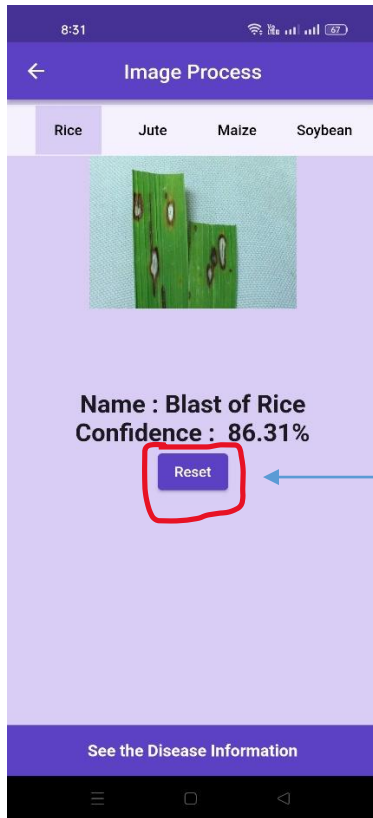 8:31
67
Image Process
Rice Jute Maize Soybean
Name : Blast of Rice
Confidence : 86.31%
Reset
See the Disease Information